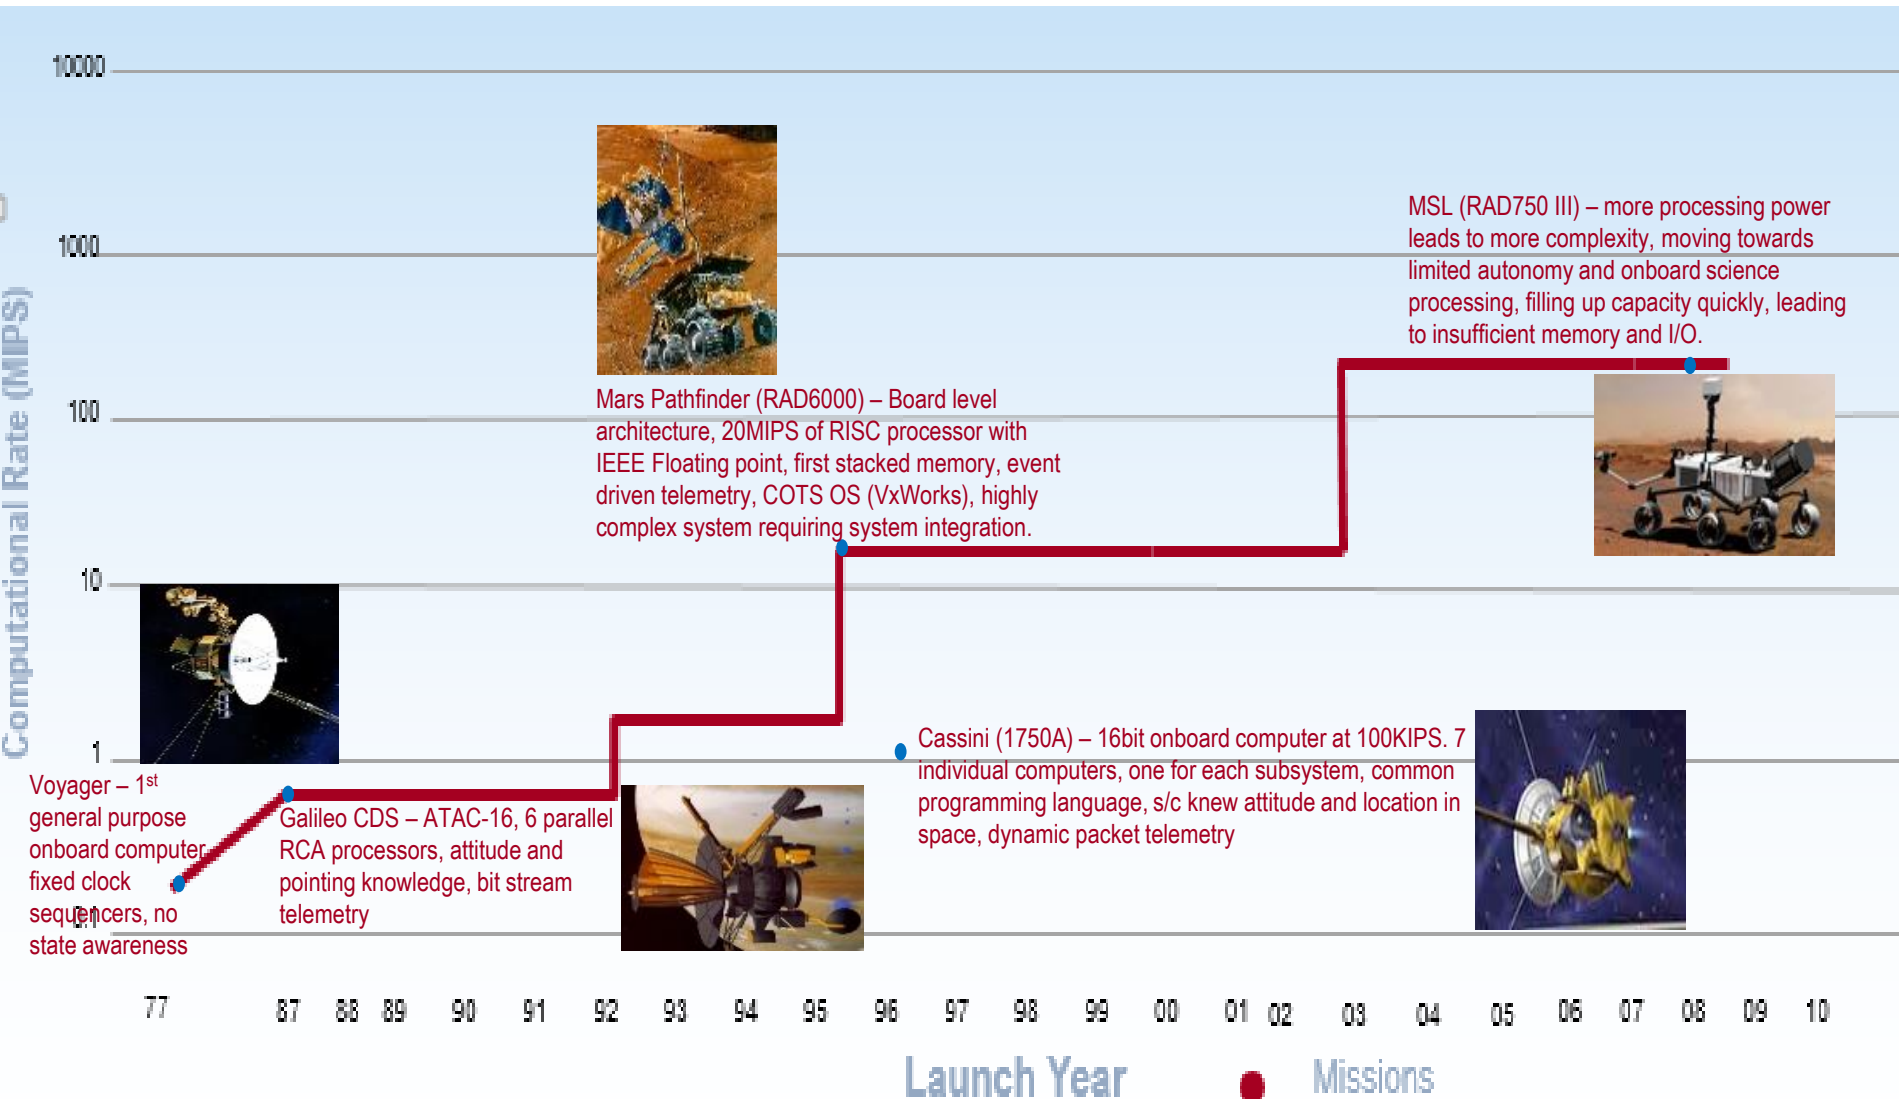 10000
1000
100
10
1
0.1
Computational Rate (MIPS)
MSL (RAD750 III) – more processing power
leads to more complexity, moving towards
limited autonomy and onboard science
processing, filling up capacity quickly, leading
to insufficient memory and I/O.
Mars Pathfinder (RAD6000) – Board level
architecture, 20MIPS of RISC processor with
IEEE Floating point, first stacked memory, event
driven telemetry, COTS OS (VxWorks), highly
complex system requiring system integration.
Cassini (1750A) – 16bit onboard computer at 100KIPS. 7
individual computers, one for each subsystem, common
programming language, s/c knew attitude and location in
space, dynamic packet telemetry
Voyager – 1st
general purpose
onboard computer,
fixed clock
sequencers, no
state awareness
Galileo CDS – ATAC-16, 6 parallel
RCA processors, attitude and
pointing knowledge, bit stream
telemetry
77 87 88 89 90 91 92 93 94 95 96 97 98 99 00 01 02 03 04 05 06 07 08 09 10
Launch Year
Missions